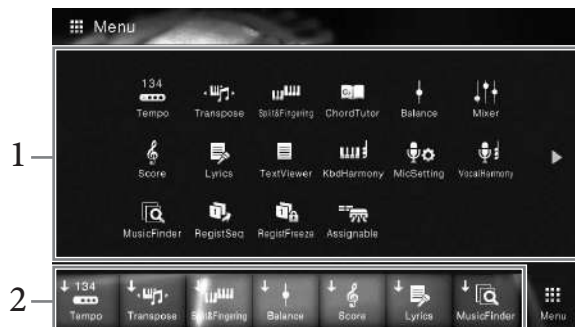 Menu
134
Tempo Transpose Split&Fingering ChordTutor Balance Mixer
1
Score Lyrics TextViewer KbdHarmony MicSetting VocalHarmony
MusicFinder RegistSeq RegistFreeze Assignable
2
134
Tempo Transpose Split&Fingering Balance Score Lyrics MusicFinder Menu